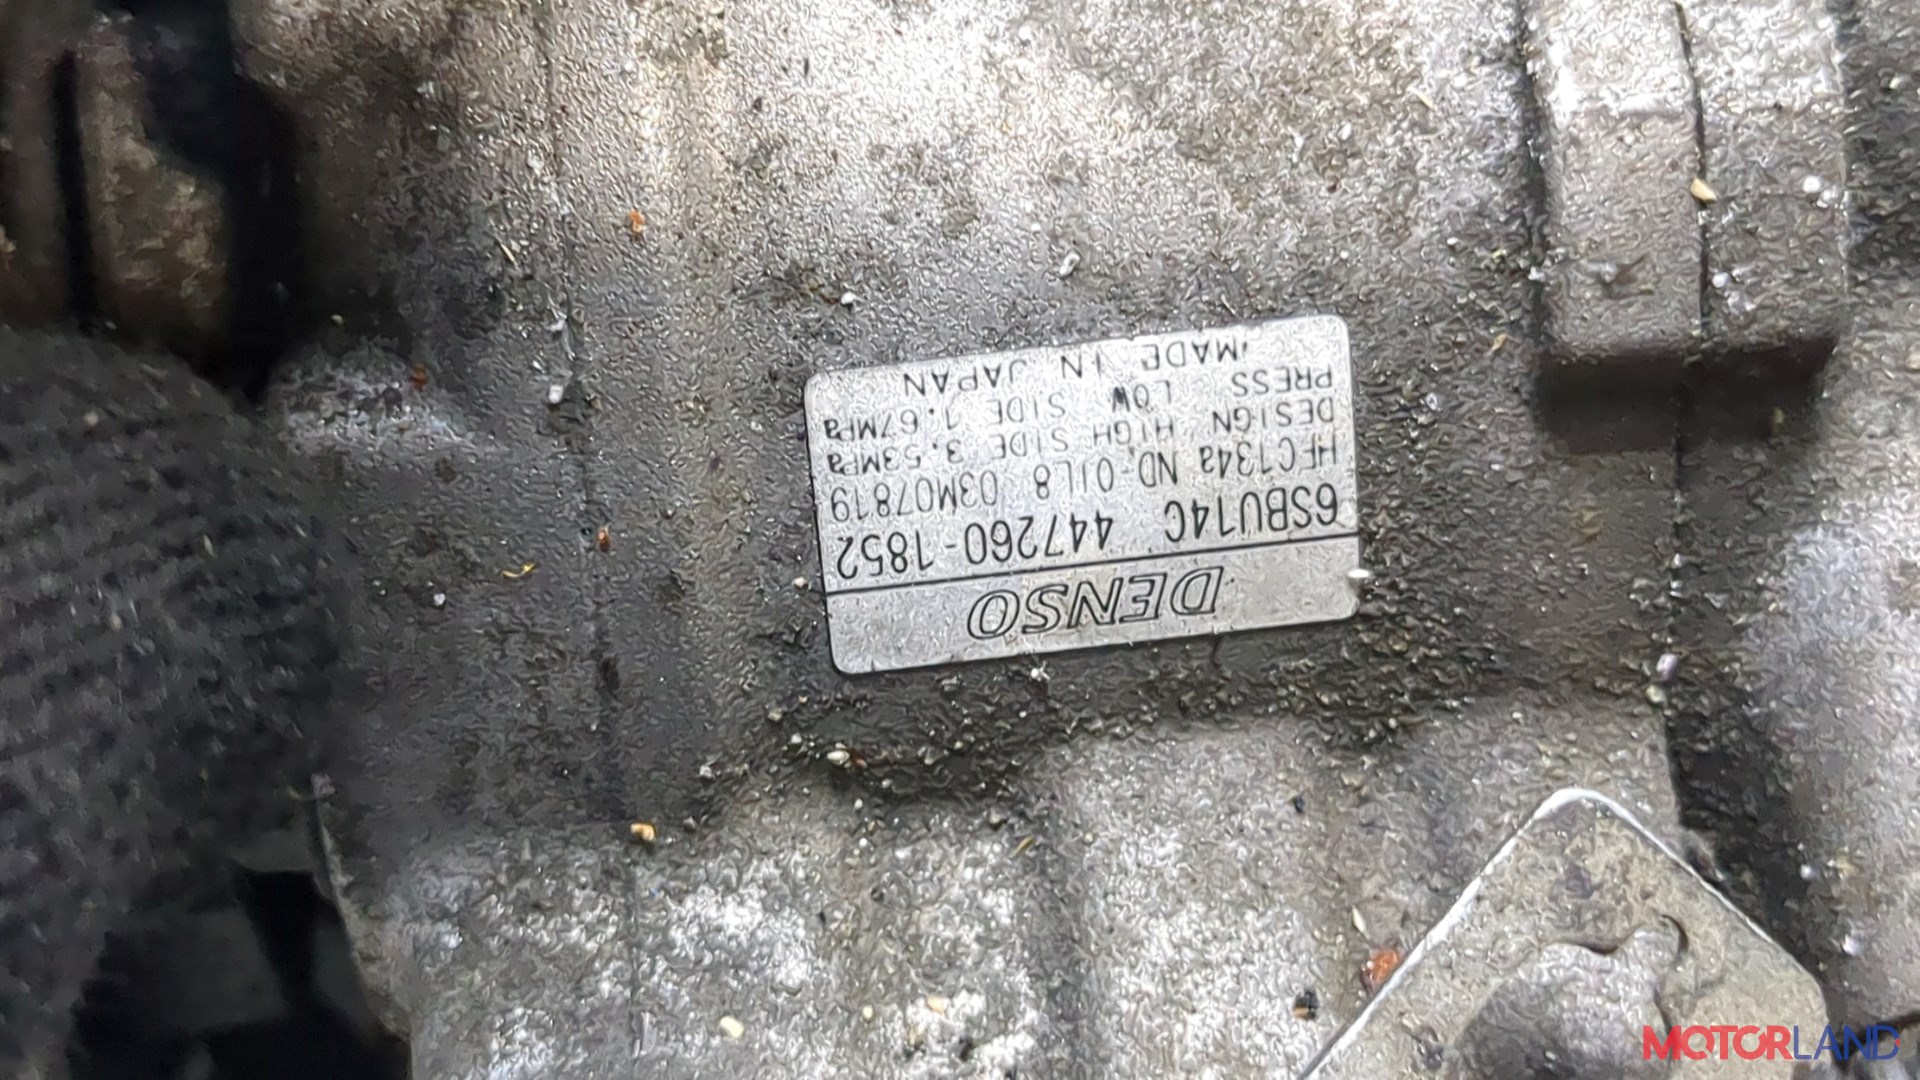 DENSO
6SBU14C 447260-1852
HFC134a ND-OIL8 03M07819
DESIGN HIGH SIDE 3.53MPa
PRESS LOW SIDE 1.67MPa
MADE IN JAPAN
MOTORLAND